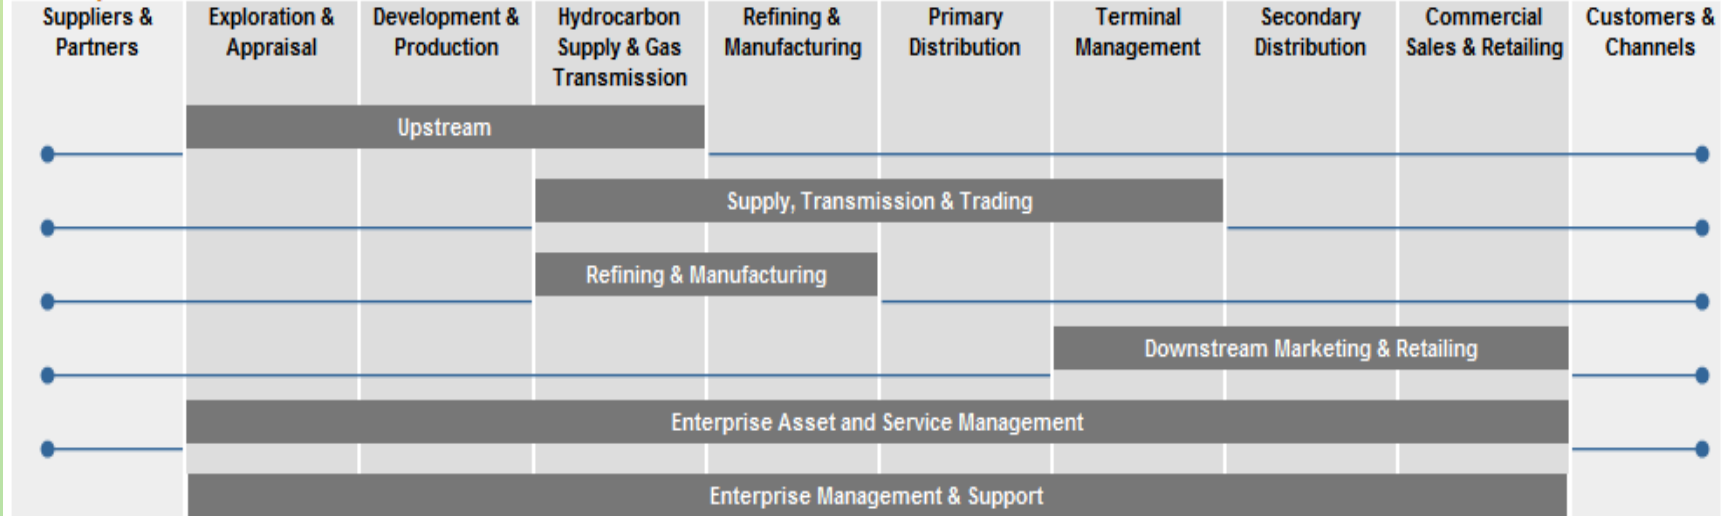 Suppliers &
Partners
Exploration &
Appraisal
Development &
Production
Hydrocarbon
Supply & Gas
Transmission
Refining &
Manufacturing
Primary
Distribution
Terminal
Management
Secondary
Distribution
Commercial
Sales & Retailing
Customers &
Channels
Upstream
Supply, Transmission & Trading
Refining & Manufacturing
Downstream Marketing & Retailing
Enterprise Asset and Service Management
Enterprise Management & Support